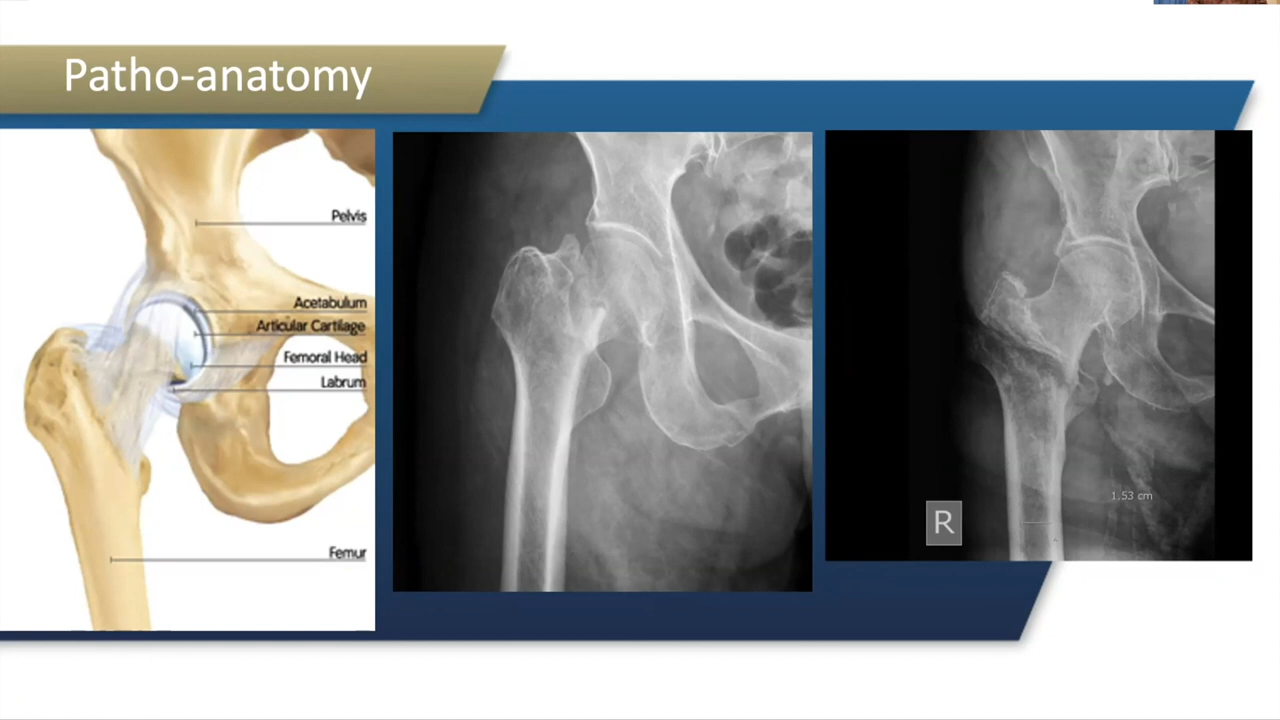 Patho-anatomy
Pelvis
Acetabulum
Articular Cartilage
Femoral Head
Labrum
Femur
1.53 cm
R